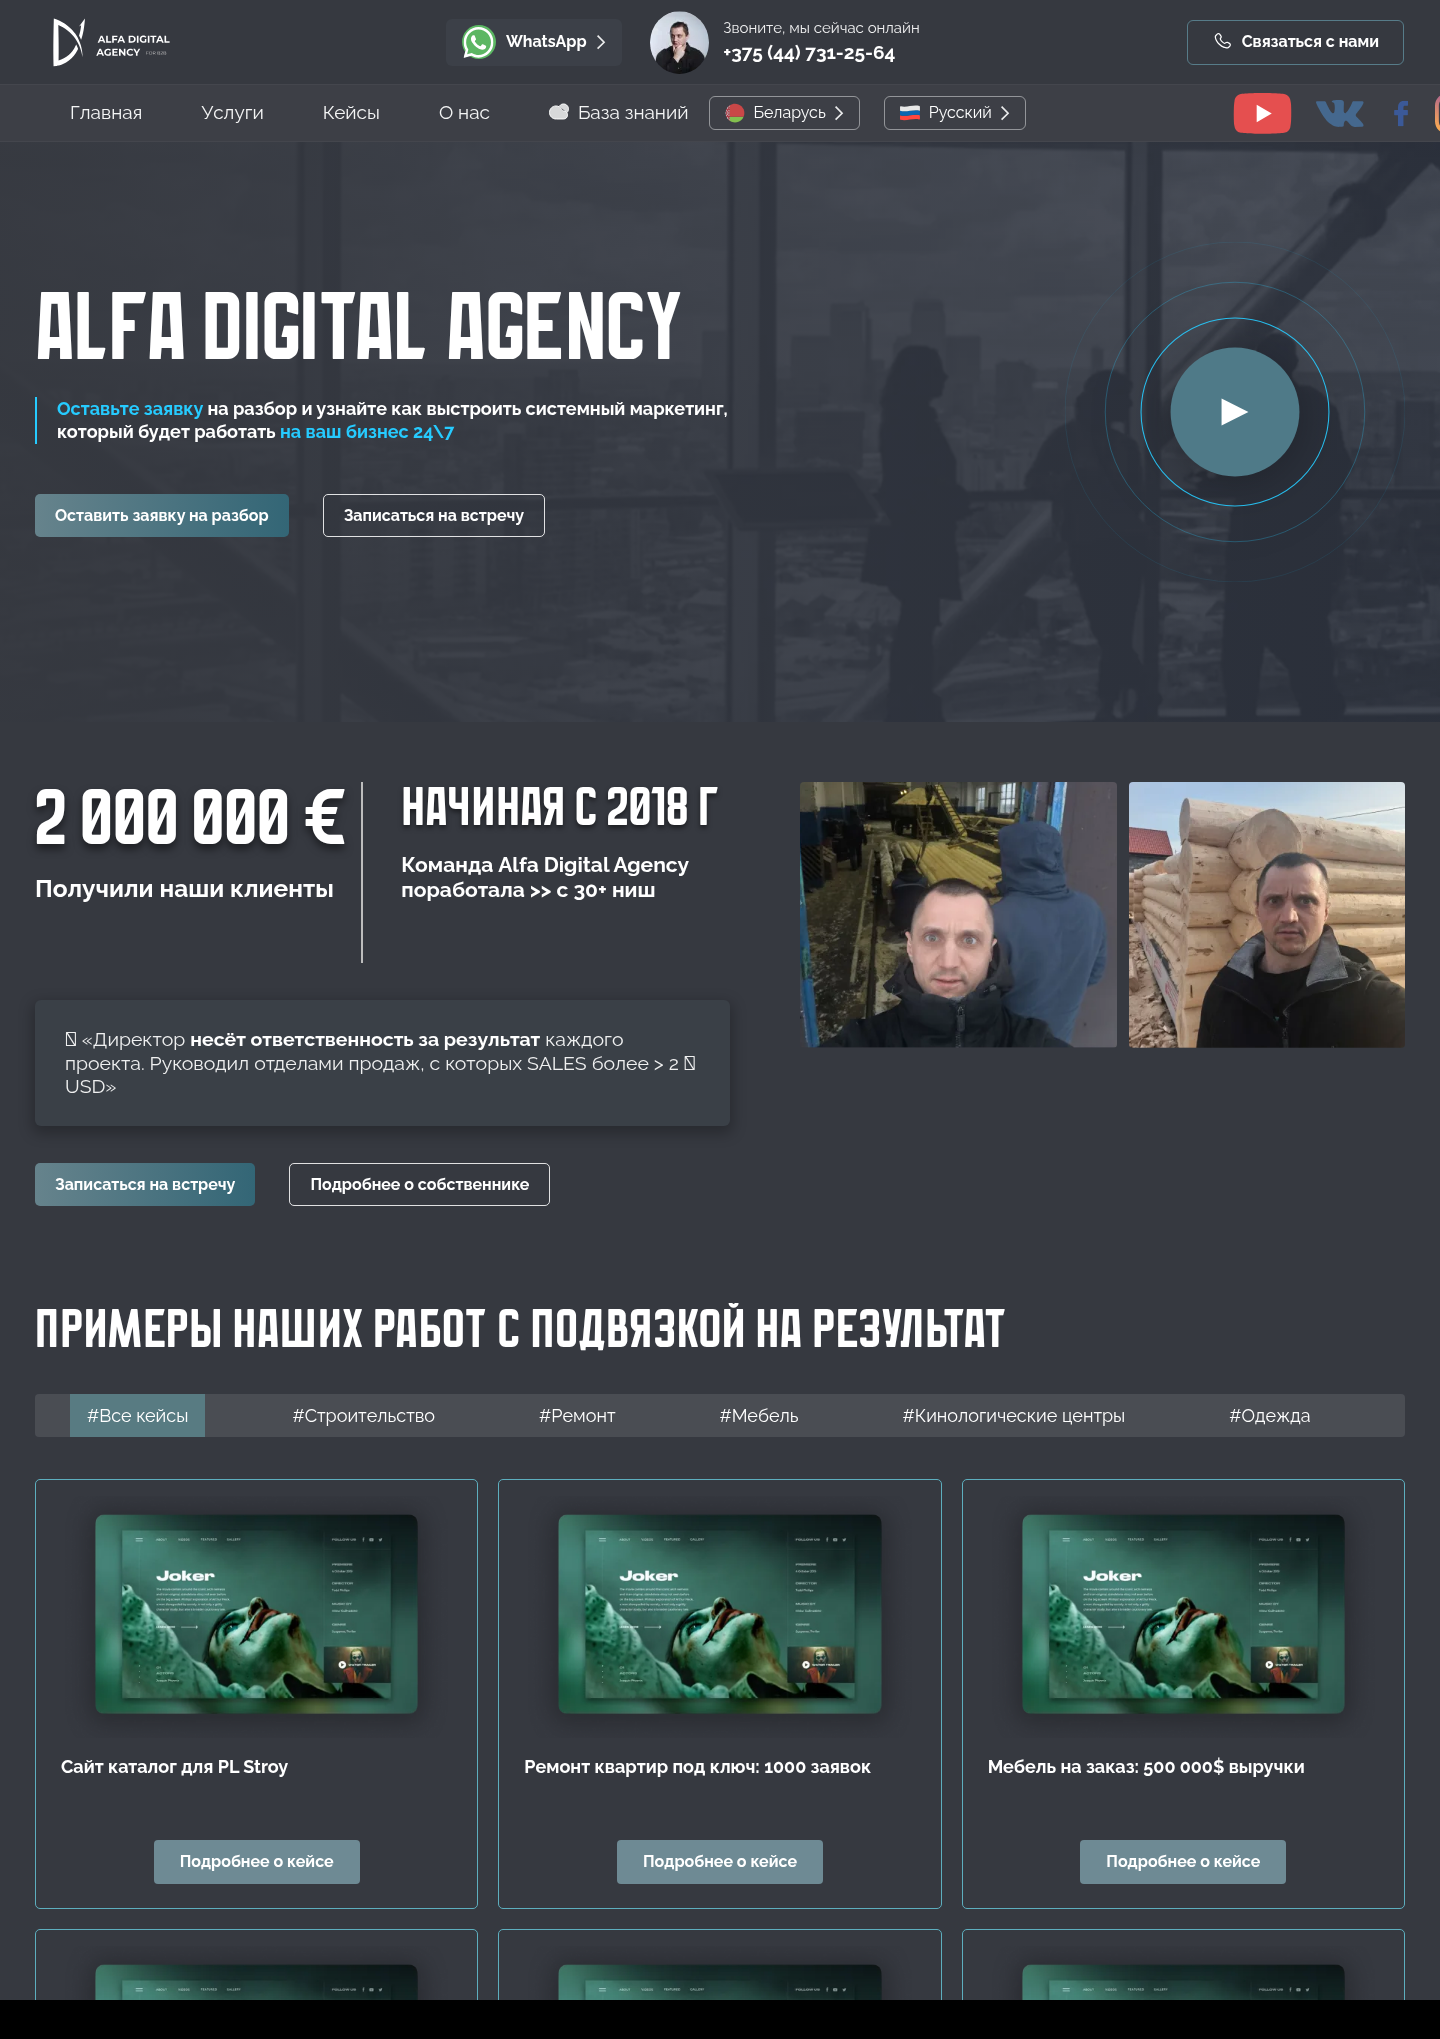 ALFA DIGITAL
AGENCY FOR B2B
WhatsApp
Звоните, мы сейчас онлайн
+375 (44) 731-25-64
Связаться с нами
Главная
Услуги
Кейсы
О нас
База знаний
Беларусь
Русский
ALFA DIGITAL AGENCY
Оставьте заявку на разбор и узнайте как выстроить системный маркетинг,
который будет работать на ваш бизнес 24\7
Оставить заявку на разбор
Записаться на встречу
2 000 000 €
Получили наши клиенты
НАЧИНАЯ С 2018 Г
Команда Alfa Digital Agency
поработала >> с 30+ ниш
«Директор несёт ответственность за результат каждого
проекта. Руководил отделами продаж, с которых SALES более > 2
USD»
Записаться на встречу
Подробнее о собственнике
ПРИМЕРЫ НАШИХ РАБОТ С ПОДВЯЗКОЙ НА РЕЗУЛЬТАТ
#Все кейсы
#Строительство
#Ремонт
#Мебель
#Кинологические центры
#Одежда
Joker
Joker
Joker
Сайт каталог для PL Stroy
Ремонт квартир под ключ: 1000 заявок
Мебель на заказ: 500 000$ выручки
Подробнее о кейсе
Подробнее о кейсе
Подробнее о кейсе